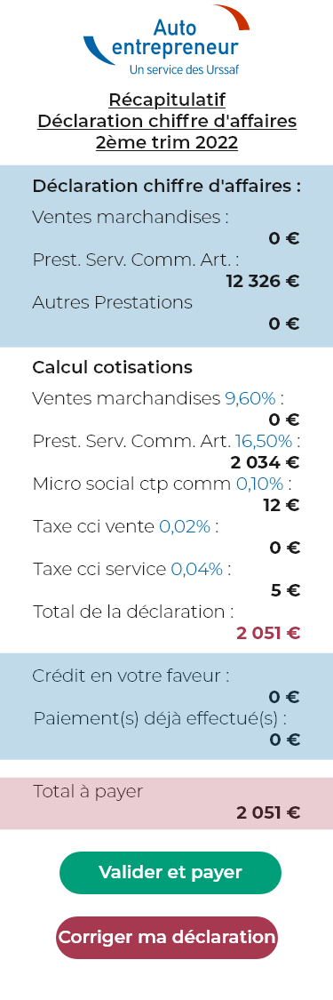 Auto
entrepreneur
Un service des Urssaf
Récapitulatif
Déclaration chiffre d'affaires
2ème trim 2022
Déclaration chiffre d'affaires :
Ventes marchandises :
0 €
Prest. Serv. Comm. Art. :
12 326 €
Autres Prestations
0 €
Calcul cotisations
Ventes marchandises 9,60% :
0 €
Prest. Serv. Comm. Art. 16,50% :
2 034 €
Micro social ctp comm 0,10% :
12 €
Taxe cci vente 0,02% :
0 €
Taxe cci service 0,04% :
5 €
Total de la déclaration :
2 051 €
Crédit en votre faveur :
0 €
Paiement(s) déjà effectué(s) :
0 €
Total à payer
2 051 €
Valider et payer
Corriger ma déclaration